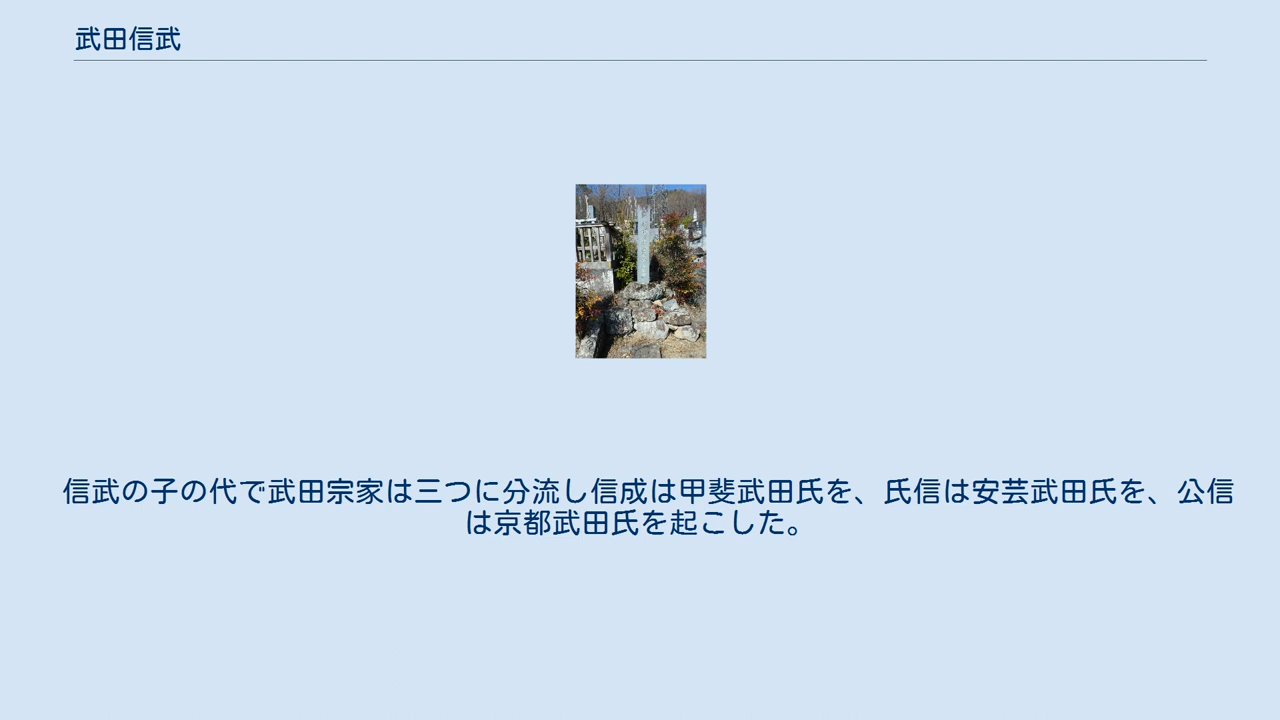 武田信武
信武の子の代で武田宗家は三つに分流し信成は甲斐武田氏を、氏信は安芸武田氏を、公信
は京都武田氏を起こした。